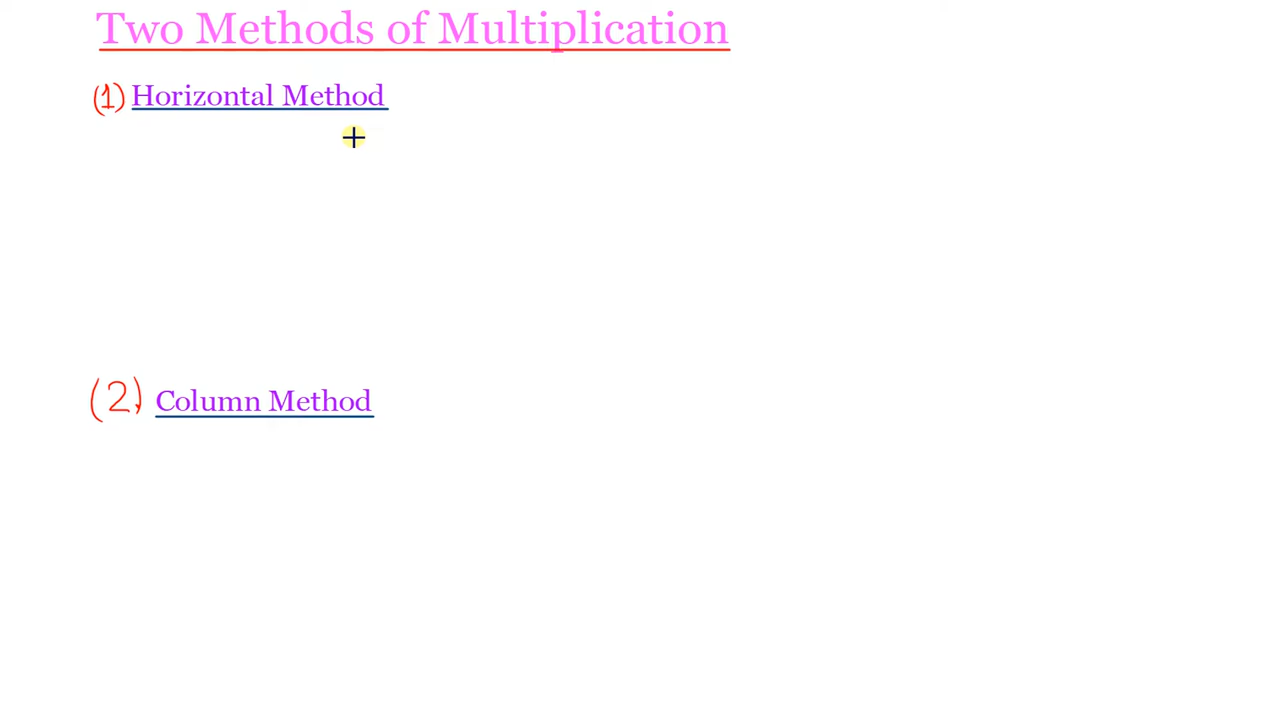 Two Methods of Multiplication
(1) Horizontal Method
(2) Column Method